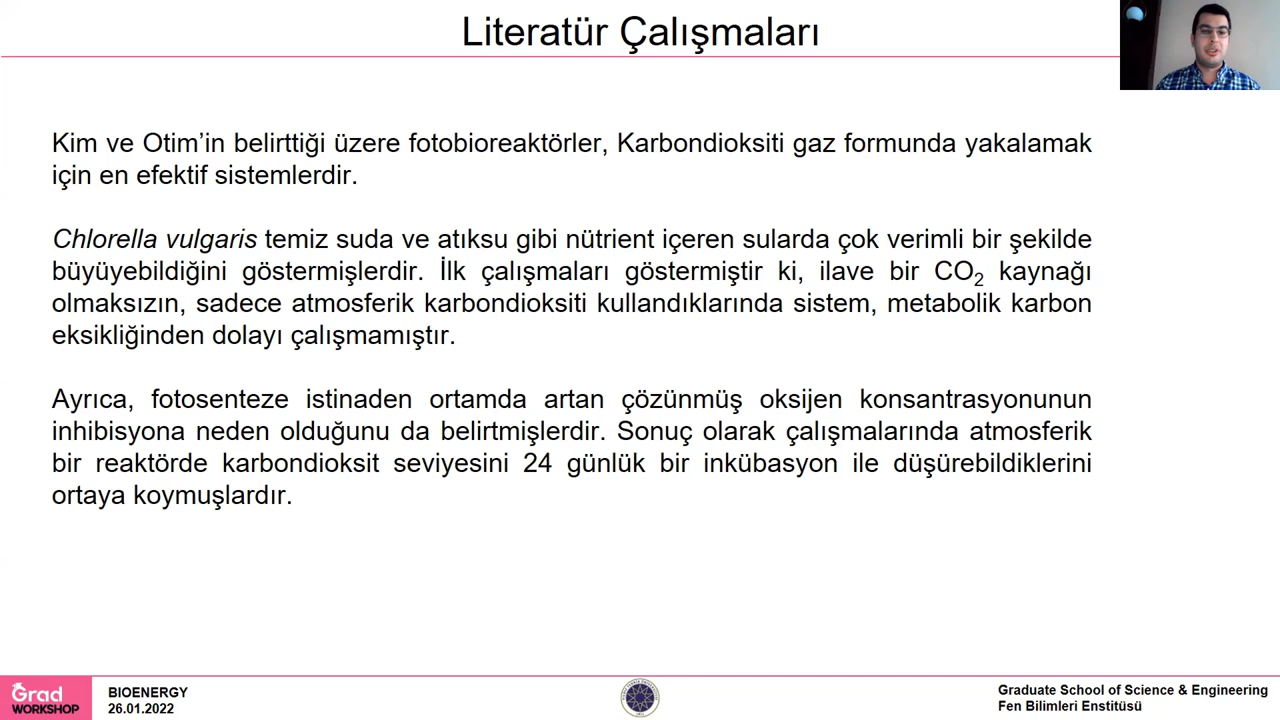 Literatür Çalışmaları
Kim ve Otim’in belirttiği üzere fotobioreaktörler, Karbondioksiti gaz formunda yakalamak
için en efektif sistemlerdir.
Chlorella vulgaris temiz suda ve atıksu gibi nütrient içeren sularda çok verimli bir şekilde
büyüyebildiğini göstermişlerdir. İlk çalışmaları göstermiştir ki, ilave bir CO₂ kaynağı
olmaksızın, sadece atmosferik karbondioksiti kullandıklarında sistem, metabolik karbon
eksikliğinden dolayı çalışmamıştır.
Ayrıca, fotosenteze istinaden ortamda artan çözünmüş oksijen konsantrasyonunun
inhibisyona neden olduğunu da belirtmişlerdir. Sonuç olarak çalışmalarında atmosferik
bir reaktörde karbondioksit seviyesini 24 günlük bir inkübasyon ile düşürebildiklerini
ortaya koymuşlardır.
Grad
WORKSHOP
BIOENERGY
26.01.2022
Graduate School of Science & Engineering
Fen Bilimleri Enstitüsü